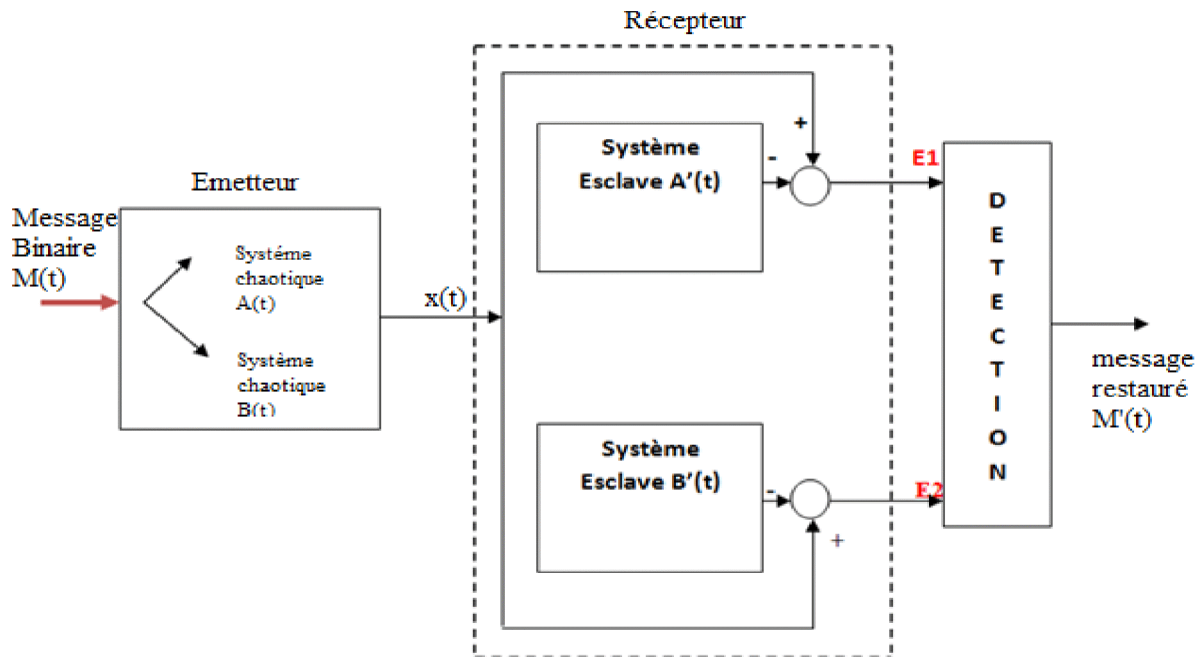 Récepteur
Emetteur
Message
Binaire
M(t)
Systéme
chaotique
A(t)
Système
chaotique
B(t)
x(t)
Système
Esclave A’(t)
+
-
E1
Système
Esclave B’(t)
-
+
E2
D
E
T
E
C
T
I
O
N
message
restauré
M'(t)